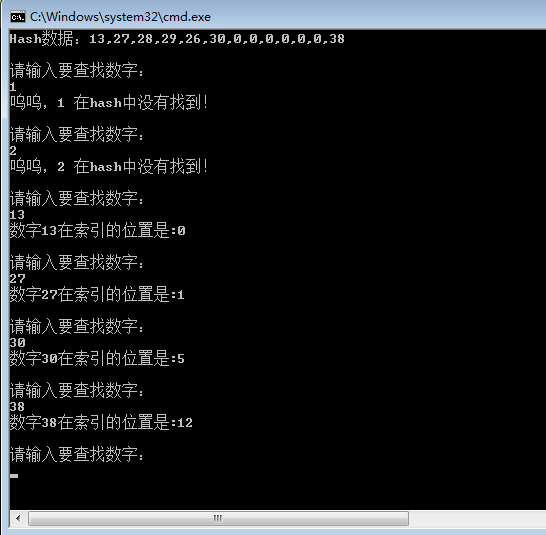 C:\Windows\system32\cmd.exe
Hash数据：13,27,28,29,26,30,0,0,0,0,0,0,38
请输入要查找数字：
1
呜呜，1 在hash中没有找到！
请输入要查找数字：
2
呜呜，2 在hash中没有找到！
请输入要查找数字：
13
数字13在索引的位置是:0
请输入要查找数字：
27
数字27在索引的位置是:1
请输入要查找数字：
30
数字30在索引的位置是:5
请输入要查找数字：
38
数字38在索引的位置是:12
请输入要查找数字：